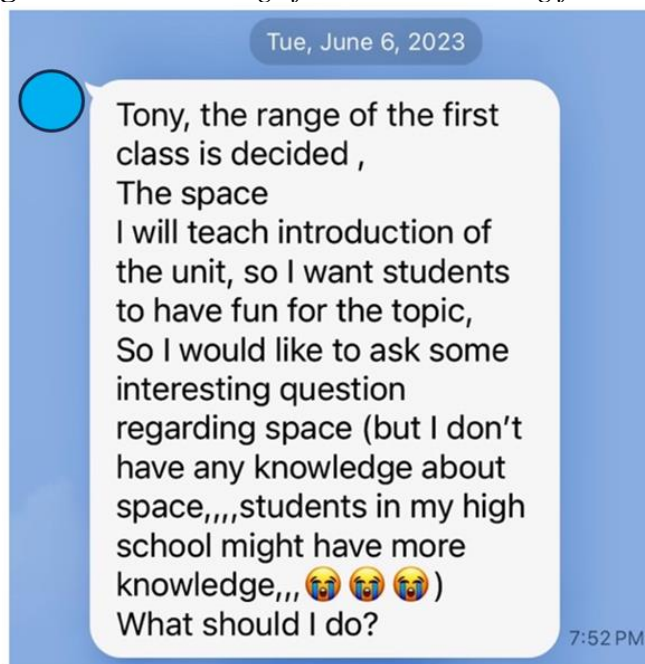 Tue, June 6, 2023
Tony, the range of the first
class is decided ,
The space
I will teach introduction of
the unit, so I want students
to have fun for the topic,
So I would like to ask some
interesting question
regarding space (but I don’t
have any knowledge about
space,,,,students in my high
school might have more
knowledge,,, 😭 😭 😭 )
What should I do?
7:52 PM